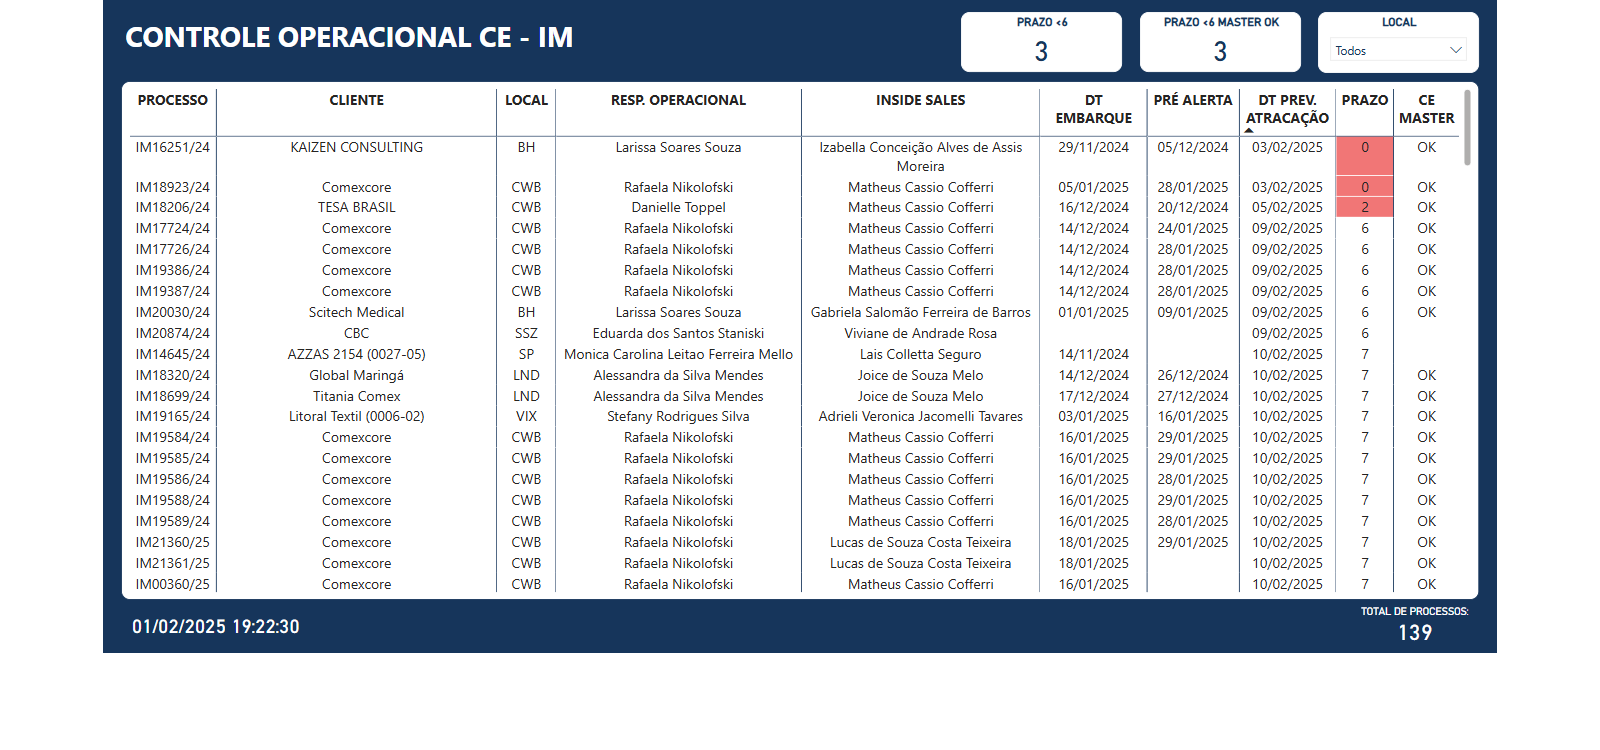 CONTROLE OPERACIONAL CE - IM
PRAZO <6
3
PRAZO <6 MASTER OK
3
LOCAL
Todos
PROCESSO CLIENTE LOCAL RESP. OPERACIONAL INSIDE SALES DT EMBARQUE PRÉ ALERTA DT PREV. ATRACAÇÃO PRAZO CE MASTER
IM16251/24 KAIZEN CONSULTING BH Larissa Soares Souza Izabella Conceição Alves de Assis Moreira 29/11/2024 05/12/2024 03/02/2025 0 OK
IM18923/24 Comexcore CWB Rafaela Nikolofski Matheus Cassio Cofferri 05/01/2025 28/01/2025 03/02/2025 0 OK
IM18206/24 TESA BRASIL CWB Danielle Toppel Matheus Cassio Cofferri 16/12/2024 20/12/2024 05/02/2025 2 OK
IM17724/24 Comexcore CWB Rafaela Nikolofski Matheus Cassio Cofferri 14/12/2024 24/01/2025 09/02/2025 6 OK
IM17726/24 Comexcore CWB Rafaela Nikolofski Matheus Cassio Cofferri 14/12/2024 28/01/2025 09/02/2025 6 OK
IM19386/24 Comexcore CWB Rafaela Nikolofski Matheus Cassio Cofferri 14/12/2024 28/01/2025 09/02/2025 6 OK
IM19387/24 Comexcore CWB Rafaela Nikolofski Matheus Cassio Cofferri 14/12/2024 28/01/2025 09/02/2025 6 OK
IM20030/24 Scitech Medical BH Larissa Soares Souza Gabriela Salomão Ferreira de Barros 01/01/2025 09/01/2025 09/02/2025 6 OK
IM20874/24 CBC SSZ Eduarda dos Santos Staniski Viviane de Andrade Rosa 09/02/2025 6
IM14645/24 AZZAS 2154 (0027-05) SP Monica Carolina Leitao Ferreira Mello Lais Colletta Seguro 14/11/2024 10/02/2025 7
IM18320/24 Global Maringá LND Alessandra da Silva Mendes Joice de Souza Melo 14/12/2024 26/12/2024 10/02/2025 7 OK
IM18699/24 Titania Comex LND Alessandra da Silva Mendes Joice de Souza Melo 17/12/2024 27/12/2024 10/02/2025 7 OK
IM19165/24 Litoral Textil (0006-02) VIX Stefany Rodrigues Silva Adrieli Veronica Jacomelli Tavares 03/01/2025 16/01/2025 10/02/2025 7 OK
IM19584/24 Comexcore CWB Rafaela Nikolofski Matheus Cassio Cofferri 16/01/2025 29/01/2025 10/02/2025 7 OK
IM19585/24 Comexcore CWB Rafaela Nikolofski Matheus Cassio Cofferri 16/01/2025 29/01/2025 10/02/2025 7 OK
IM19586/24 Comexcore CWB Rafaela Nikolofski Matheus Cassio Cofferri 16/01/2025 28/01/2025 10/02/2025 7 OK
IM19588/24 Comexcore CWB Rafaela Nikolofski Matheus Cassio Cofferri 16/01/2025 29/01/2025 10/02/2025 7 OK
IM19589/24 Comexcore CWB Rafaela Nikolofski Matheus Cassio Cofferri 16/01/2025 28/01/2025 10/02/2025 7 OK
IM21360/25 Comexcore CWB Rafaela Nikolofski Lucas de Souza Costa Teixeira 18/01/2025 29/01/2025 10/02/2025 7 OK
IM21361/25 Comexcore CWB Rafaela Nikolofski Lucas de Souza Costa Teixeira 18/01/2025 10/02/2025 7 OK
IM00360/25 Comexcore CWB Rafaela Nikolofski Matheus Cassio Cofferri 16/01/2025 10/02/2025 7 OK
01/02/2025 19:22:30
TOTAL DE PROCESSOS:
139